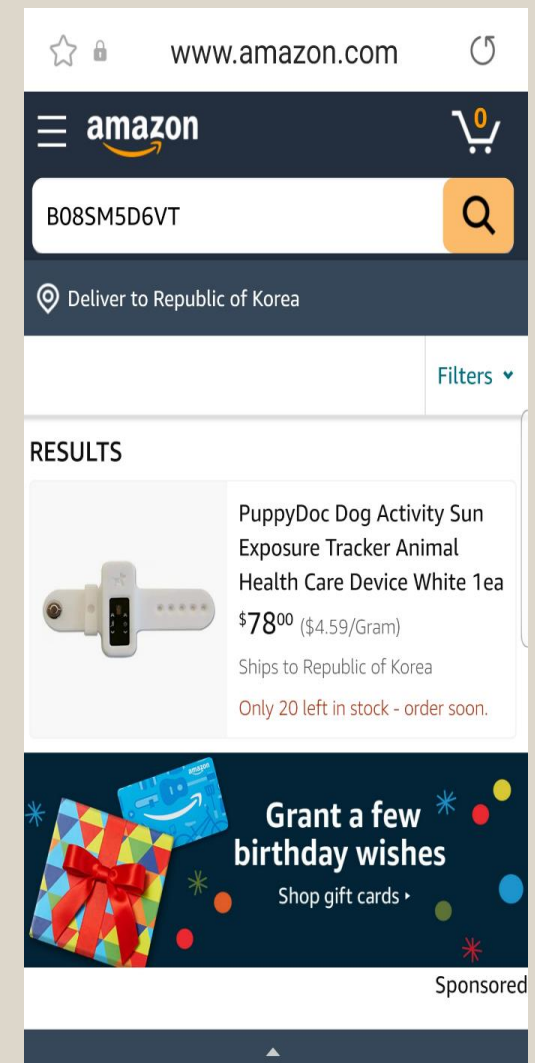 www.amazon.com
amazon
0
B08SM5D6VT
Deliver to Republic of Korea
Filters
RESULTS
PuppyDoc Dog Activity Sun
Exposure Tracker Animal
Health Care Device White 1ea
$7800 ($4.59/Gram)
Ships to Republic of Korea
Only 20 left in stock - order soon.
amazon
Grant a few
birthday wishes
Shop gift cards
Sponsored